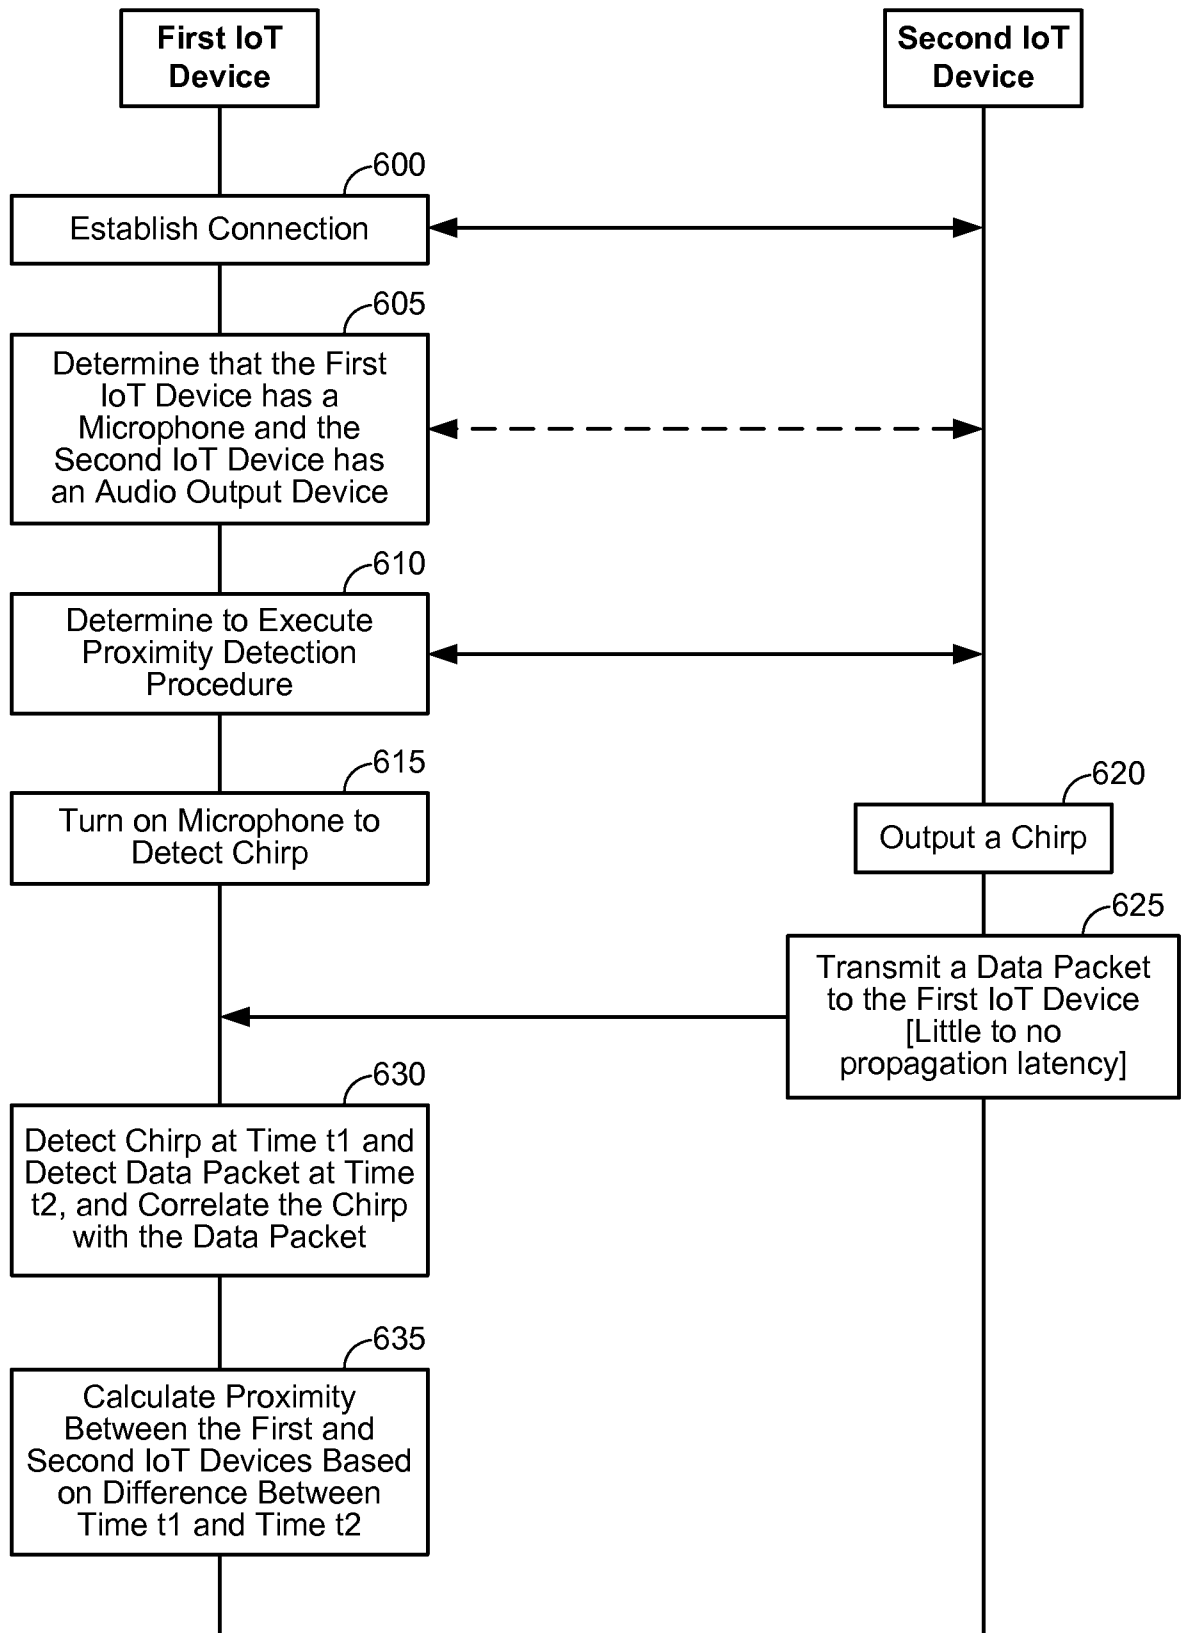 First IoT
Device
Second IoT
Device
600
Establish Connection
605
Determine that the First
IoT Device has a
Microphone and the
Second IoT Device has
an Audio Output Device
610
Determine to Execute
Proximity Detection
Procedure
615
Turn on Microphone to
Detect Chirp
620
Output a Chirp
625
Transmit a Data Packet
to the First IoT Device
[Little to no
propagation latency]
630
Detect Chirp at Time t1 and
Detect Data Packet at Time
t2, and Correlate the Chirp
with the Data Packet
635
Calculate Proximity
Between the First and
Second IoT Devices Based
on Difference Between
Time t1 and Time t2